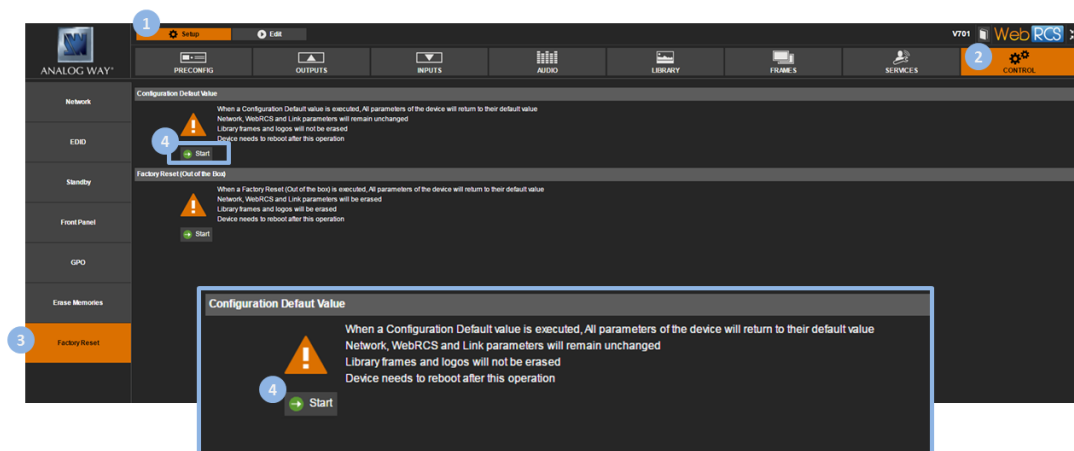 1
Setup
Edit
V701
WebRCS
ANALOG WAY®
PRECONFIG
OUTPUTS
INPUTS
AUDIO
LIBRARY
FRAMES
SERVICES
2
CONTROL
Network
EDID
Standby
Front Panel
GPO
Erase Memories
3
Factory Reset
Configuration Defaut Value
When a Configuration Default value is executed, All parameters of the device will return to their default value
Network, WebRCS and Link parameters will remain unchanged
Library frames and logos will not be erased
Device needs to reboot after this operation
4
Start
Factory Reset (Out of the Box)
When a Factory Reset (Out of the box) is executed, All parameters of the device will return to their default value
Network, WebRCS and Link parameters will be erased
Library frames and logos will be erased
Device needs to reboot after this operation
Start
Configuration Defaut Value
When a Configuration Default value is executed, All parameters of the device will return to their default value
Network, WebRCS and Link parameters will remain unchanged
Library frames and logos will not be erased
Device needs to reboot after this operation
4
Start